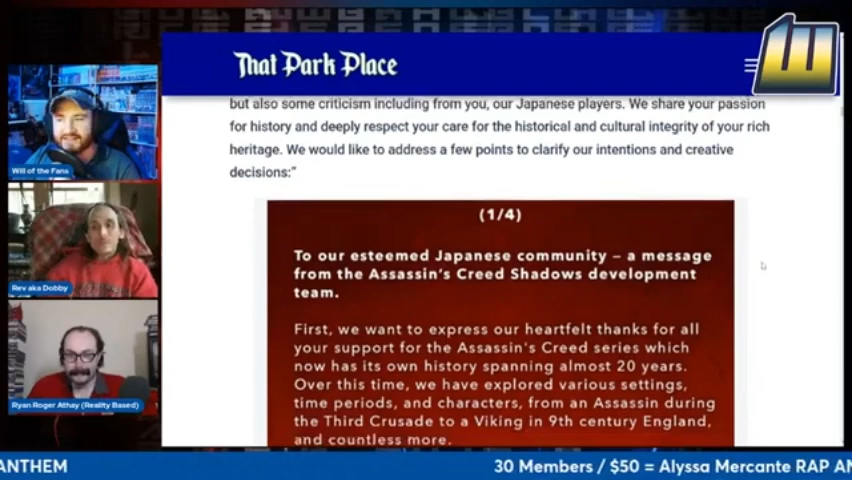 That Park Place
but also some criticism including from you, our Japanese players. We share your passion
for history and deeply respect your care for the historical and cultural integrity of your rich
heritage. We would like to address a few points to clarify our intentions and creative
decisions:”
(1/4)
To our esteemed Japanese community – a message
from the Assassin's Creed Shadows development
team.
First, we want to express our heartfelt thanks for all
your support for the Assassin's Creed series which
now has its own history spanning almost 20 years.
Over this time, we have explored various settings,
time periods, and characters, from an Assassin during
the Third Crusade to a Viking in 9th century England,
and countless more.
Will of the Fans
Rev aka Dobby
Ryan Roger Athay (Reality Based)
ANTHEM
30 Members / $50 = Alyssa Mercante RAP AN